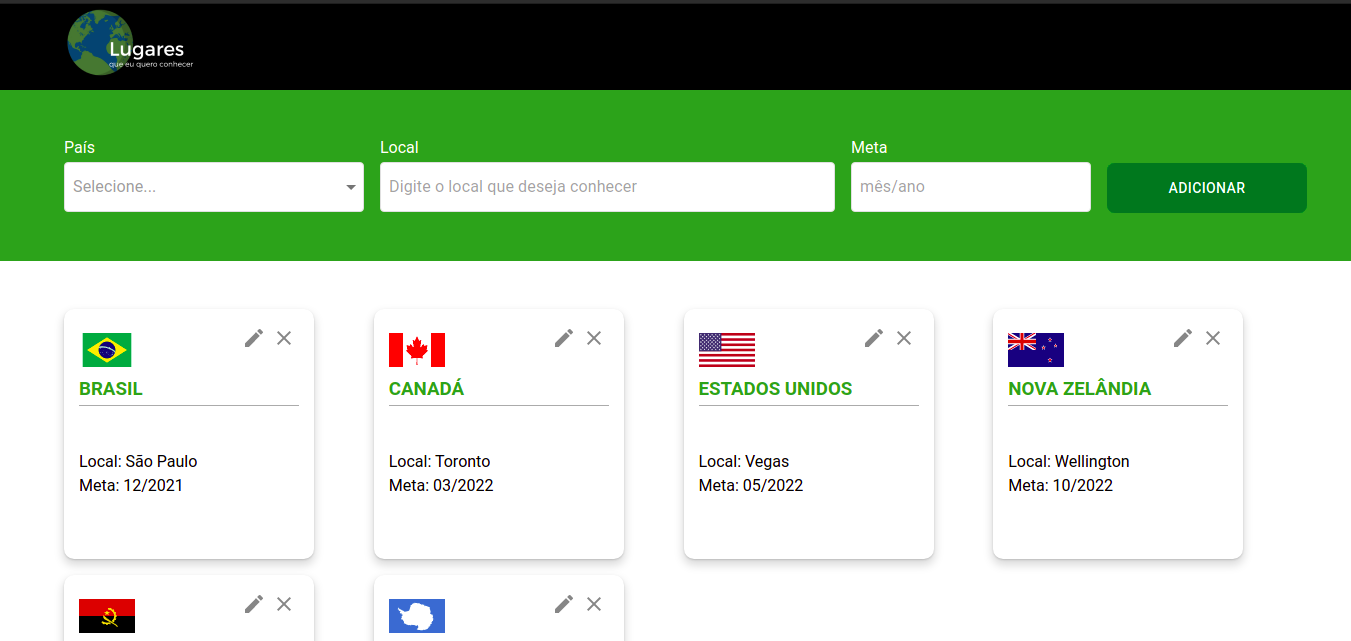 Lugares
que eu quero conhecer
País
Local
Meta
Selecione...
Digite o local que deseja conhecer
mês/ano
ADICIONAR
BRASIL
Local: São Paulo
Meta: 12/2021
CANADÁ
Local: Toronto
Meta: 03/2022
ESTADOS UNIDOS
Local: Vegas
Meta: 05/2022
NOVA ZELÂNDIA
Local: Wellington
Meta: 10/2022